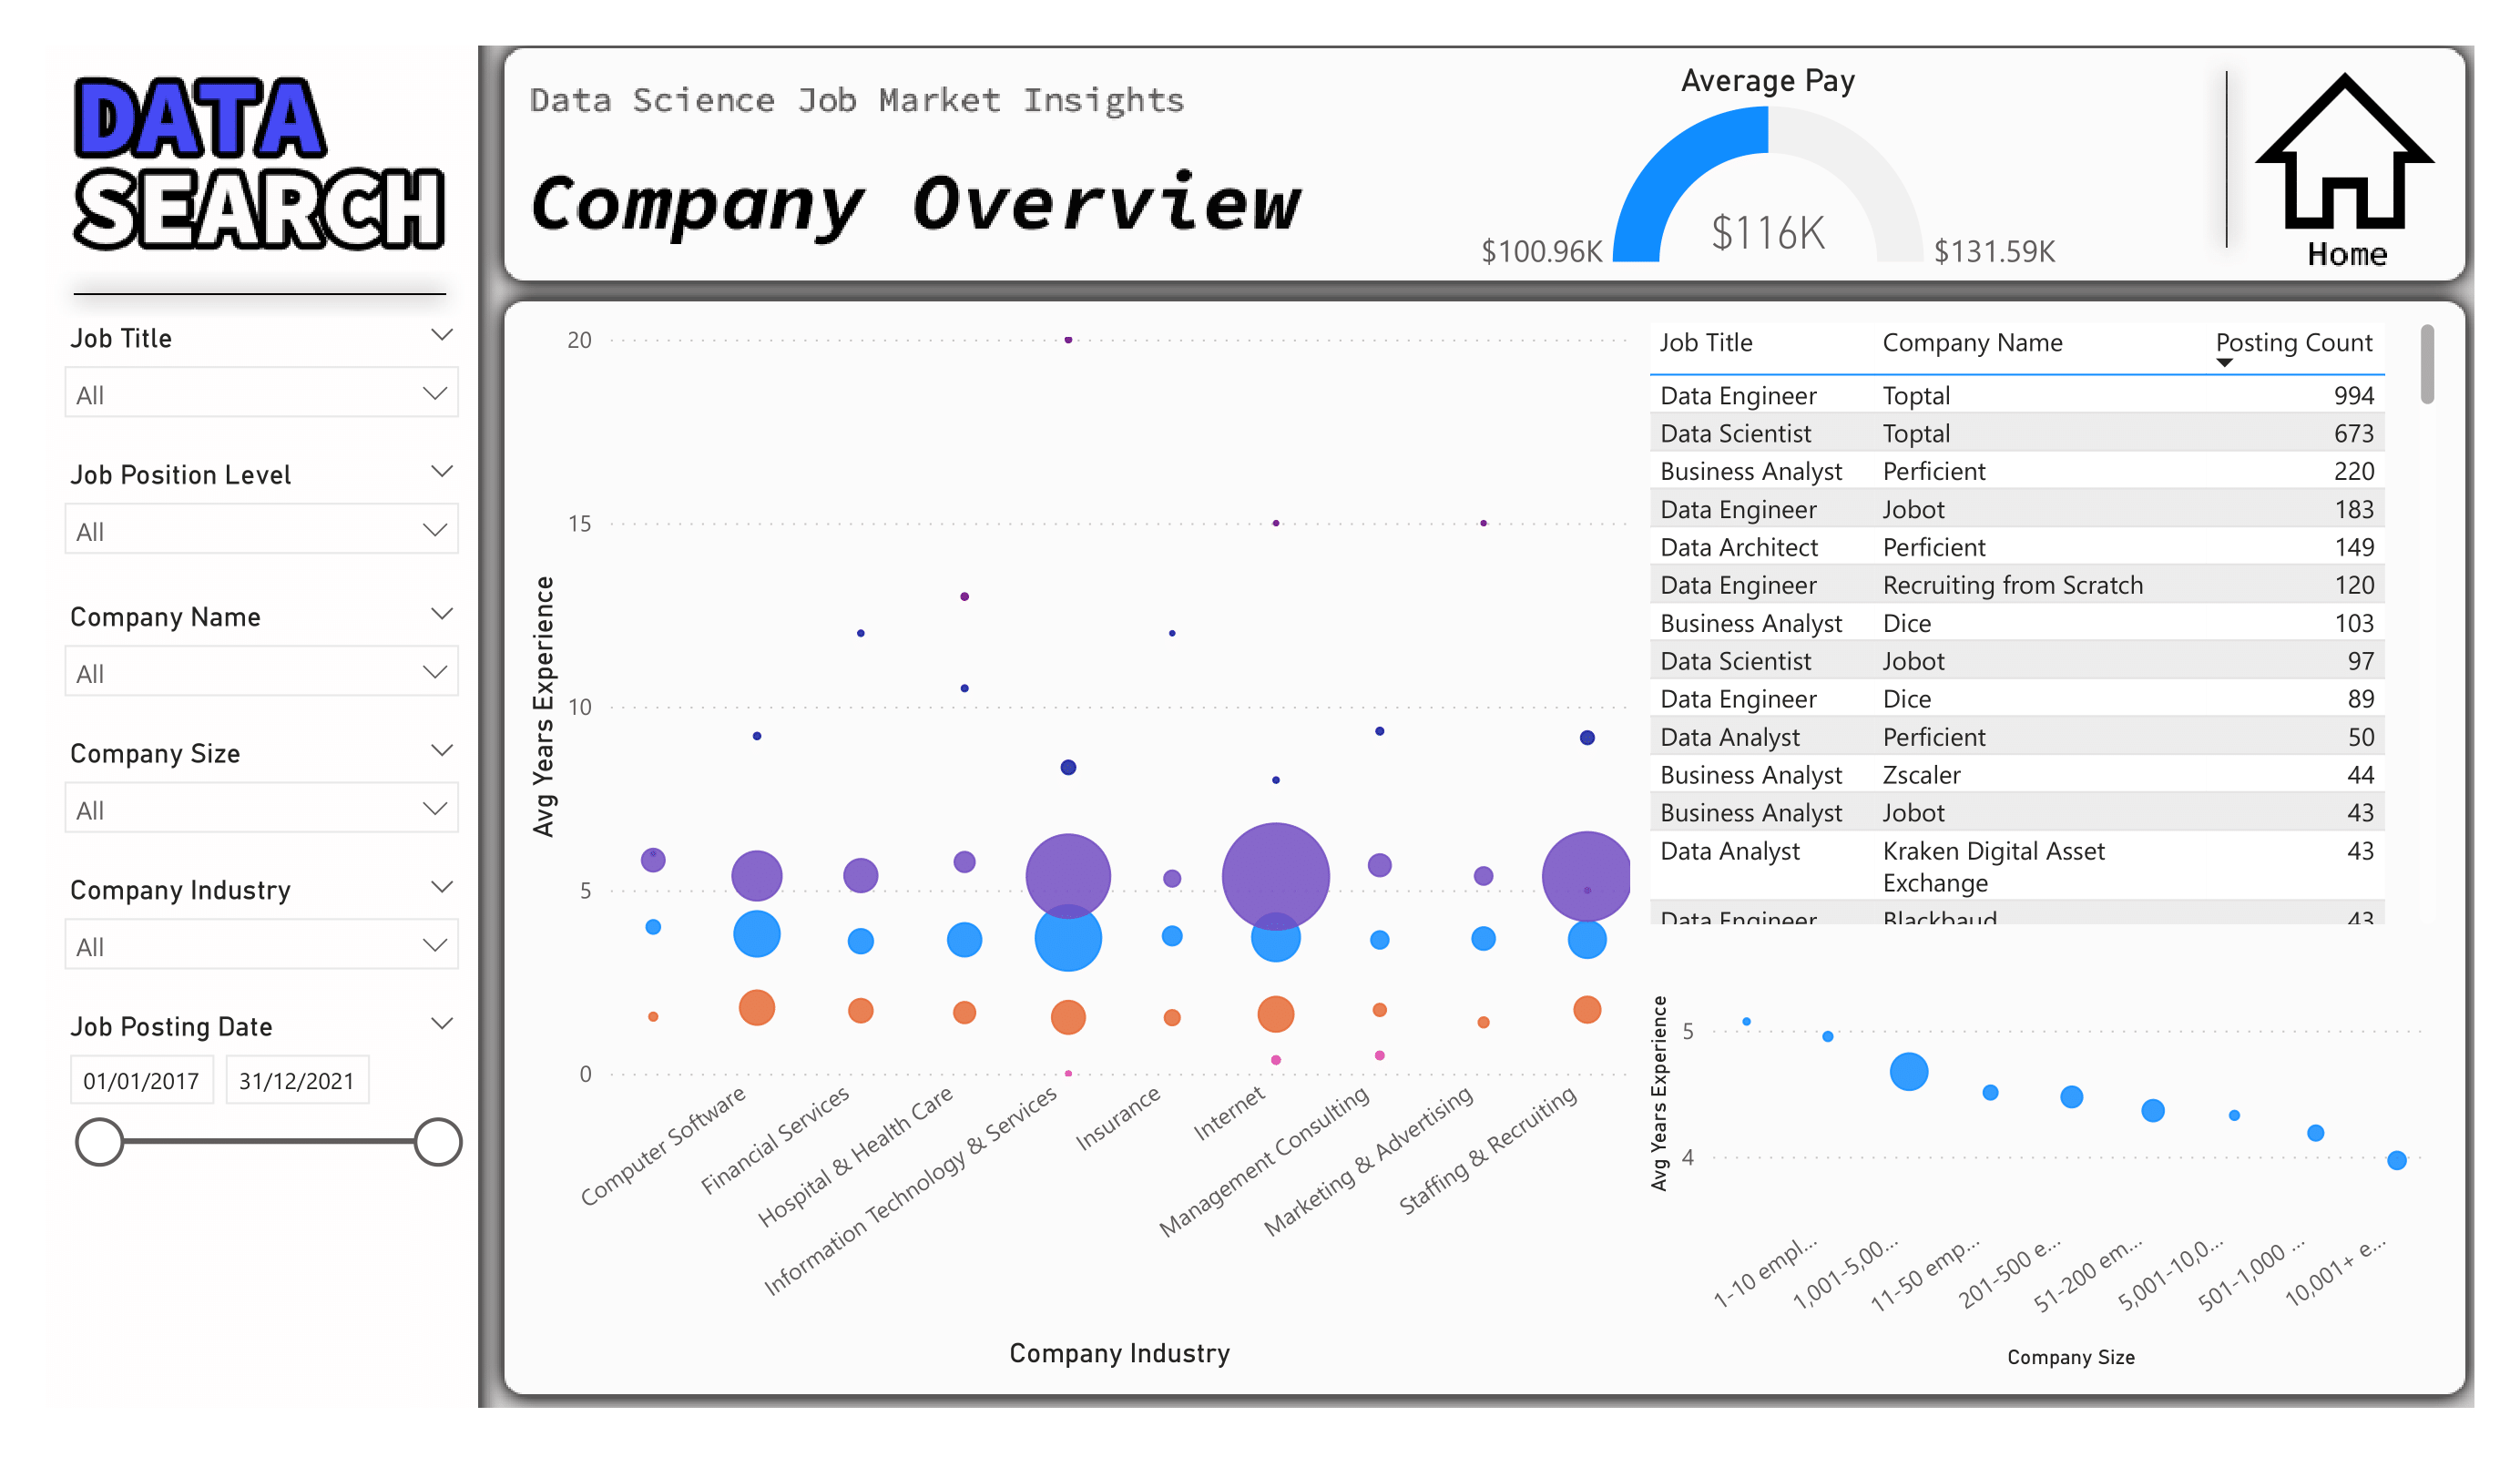 DATA
SEARCH
Job Title
All
Job Position Level
All
Company Name
All
Company Size
All
Company Industry
All
Job Posting Date
01/01/2017 31/12/2021
Data Science Job Market Insights
Company Overview
Average Pay
$100.96K $116K $131.59K
Home
Avg Years Experience
20
15
10
5
0
Computer Software
Financial Services
Hospital & Health Care
Information Technology & Services
Insurance
Internet
Management Consulting
Marketing & Advertising
Staffing & Recruiting
Company Industry
Job Title Company Name Posting Count
Data Engineer Toptal 994
Data Scientist Toptal 673
Business Analyst Perficient 220
Data Engineer Jobot 183
Data Architect Perficient 149
Data Engineer Recruiting from Scratch 120
Business Analyst Dice 103
Data Scientist Jobot 97
Data Engineer Dice 89
Data Analyst Perficient 50
Business Analyst Zscaler 44
Business Analyst Jobot 43
Data Analyst Kraken Digital Asset 43
Exchange
Data Engineer Blackbaud 43
Avg Years Experience
5
4
1-10 empl...
1,001-5,00...
11-50 emp...
201-500 e...
51-200 em...
5,001-10,0...
501-1,000 ...
10,001+ e...
Company Size